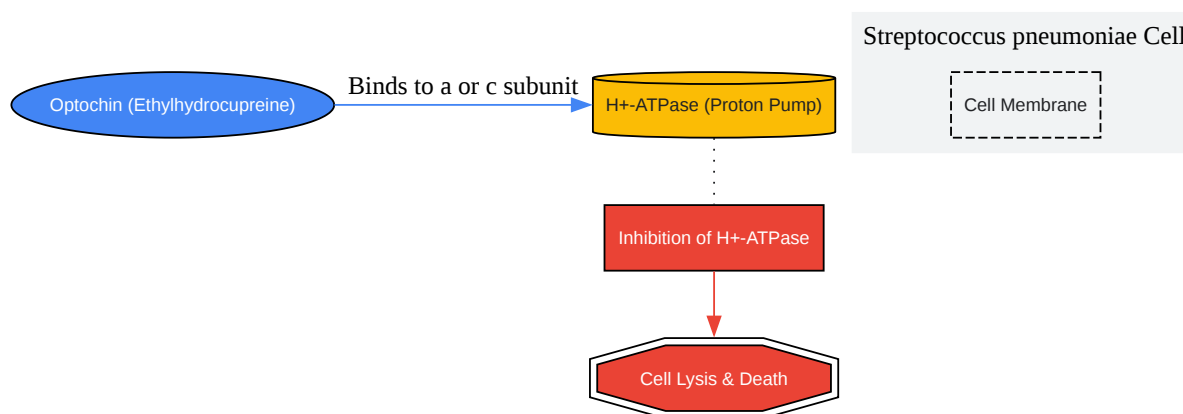 Streptococcus pneumoniae Cell
Optochin (Ethylhydrocupreine)
Binds to a or c subunit
H+-ATPase (Proton Pump)
Cell Membrane
Inhibition of H+-ATPase
Cell Lysis & Death